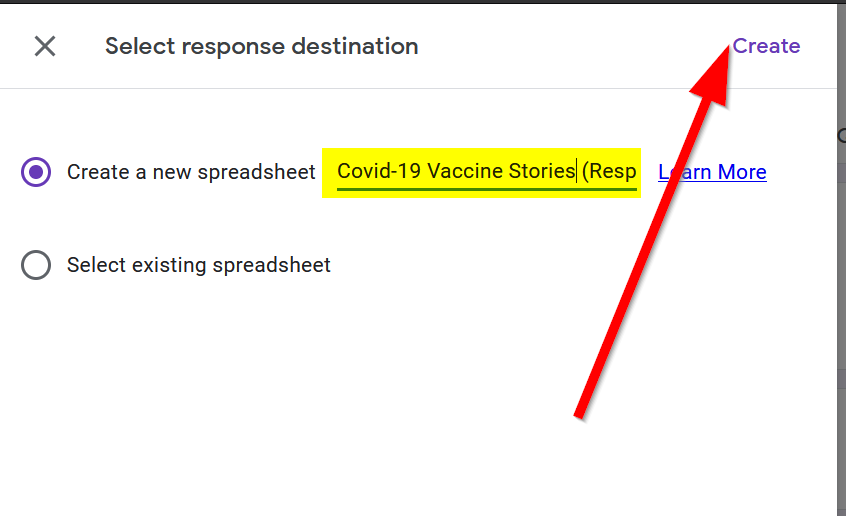 Select response destination
Create
Create a new spreadsheet Covid-19 Vaccine Stories (Resp Learn More
Select existing spreadsheet